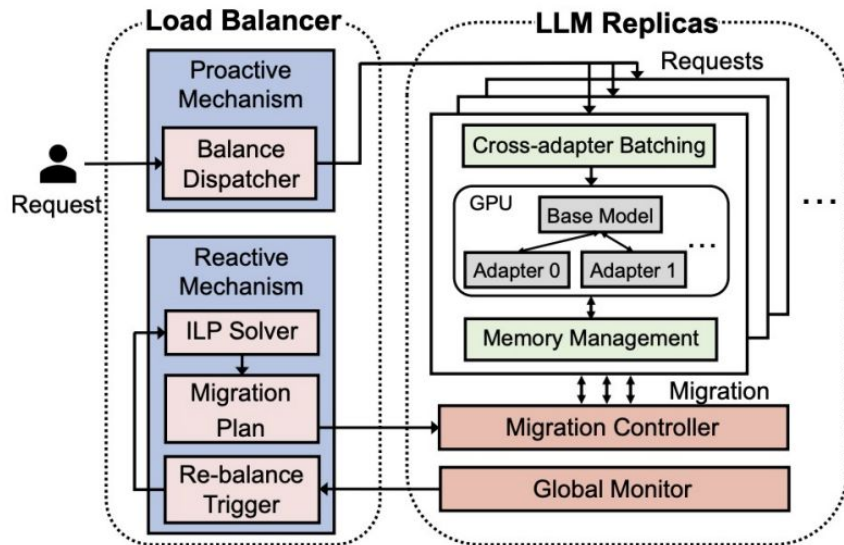 Load Balancer
LLM Replicas
Proactive
Mechanism
Balance
Dispatcher
Request
Reactive
Mechanism
ILP Solver
Migration
Plan
Re-balance
Trigger
Requests
Cross-adapter Batching
GPU
Base Model
...
Adapter 0
Adapter 1
Memory Management
...
Migration
Migration Controller
Global Monitor